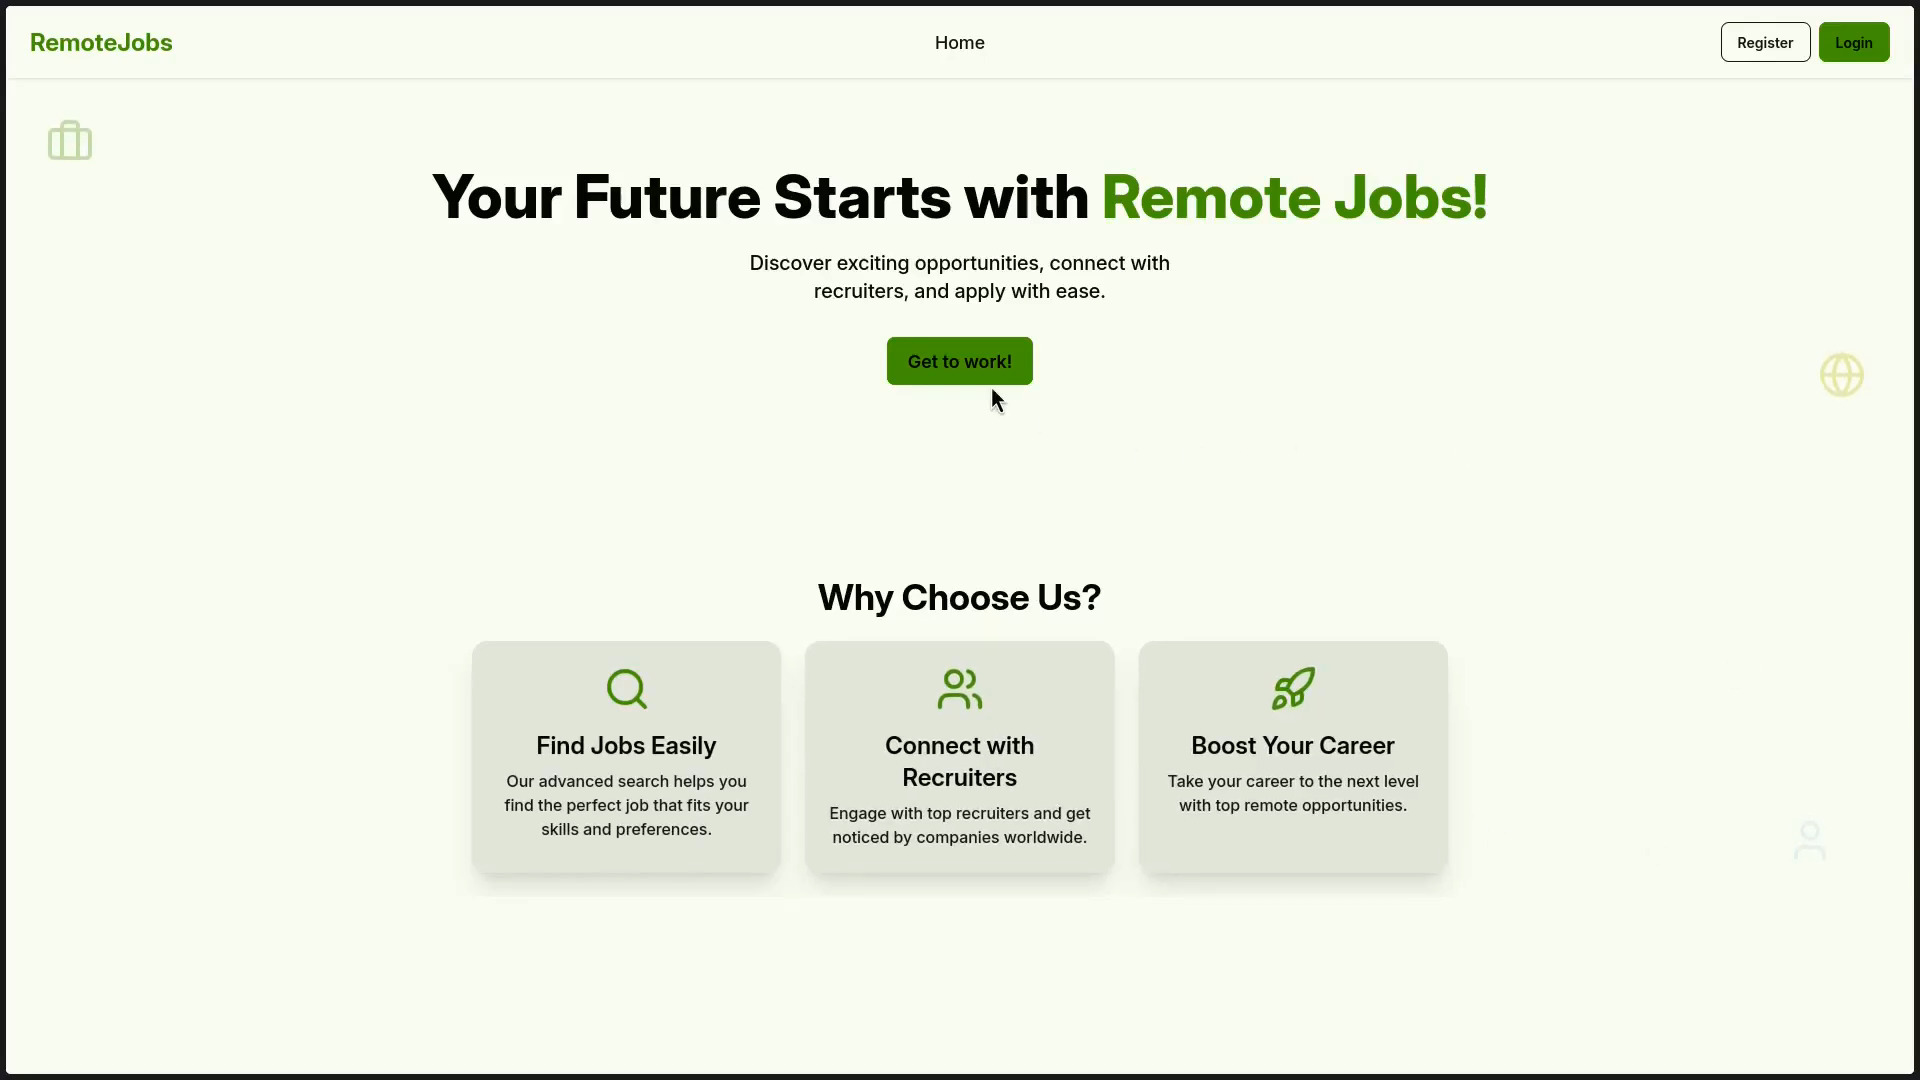 RemoteJobs
Home
Register
Login
Your Future Starts with Remote Jobs!
Discover exciting opportunities, connect with
recruiters, and apply with ease.
Get to work!
Why Choose Us?
Find Jobs Easily
Our advanced search helps you
find the perfect job that fits your
skills and preferences.
Connect with
Recruiters
Engage with top recruiters and get
noticed by companies worldwide.
Boost Your Career
Take your career to the next level
with top remote opportunities.